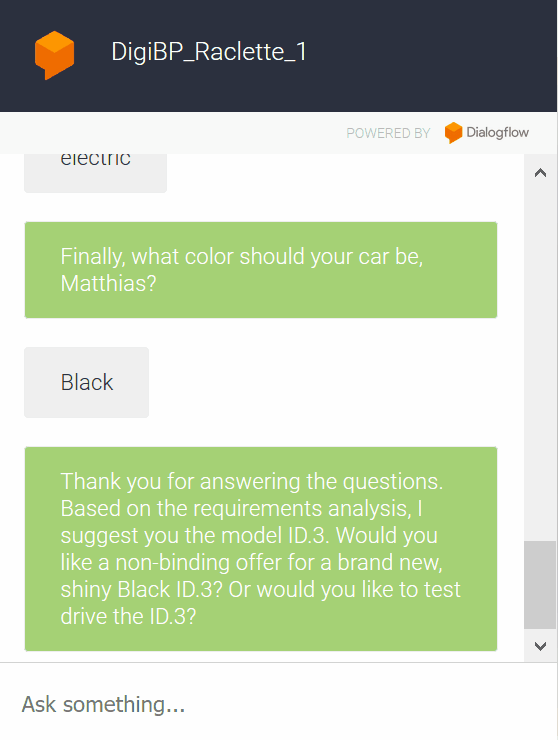 DigiBP_Raclette_1
POWERED BY Dialogflow
electric
Finally, what color should your car be,
Matthias?
Black
Thank you for answering the questions.
Based on the requirements analysis, I
suggest you the model ID.3. Would you
like a non-binding offer for a brand new,
shiny Black ID.3? Or would you like to test
drive the ID.3?
Ask something...